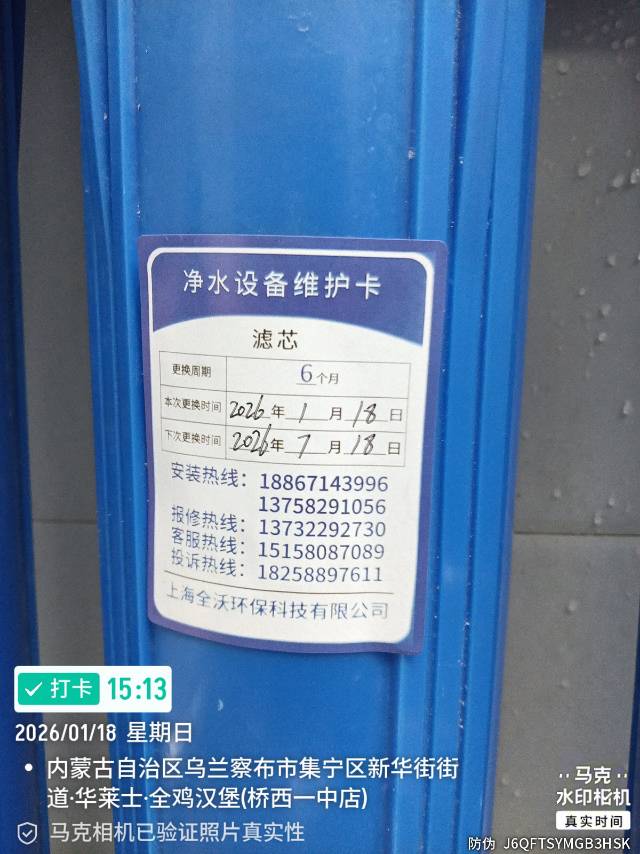 净水设备维护卡
滤芯
更换周期 6个月
本次更换时间 2026年 1 月 18 日
下次更换时间 2026年 7 月 18 日
安装热线：18867143996
13758291056
报修热线：13732292730
客服热线：15158087089
投诉热线：18258897611
上海全沃环保科技有限公司
打卡 15:13
2026/01/18 星期日
内蒙古自治区乌兰察布市集宁区新华街街
道·华莱士·全鸡汉堡(桥西一中店)
马克相机已验证照片真实性
马克
水印相机
真实时间
防伪 J6QFTSYMGB3HSK